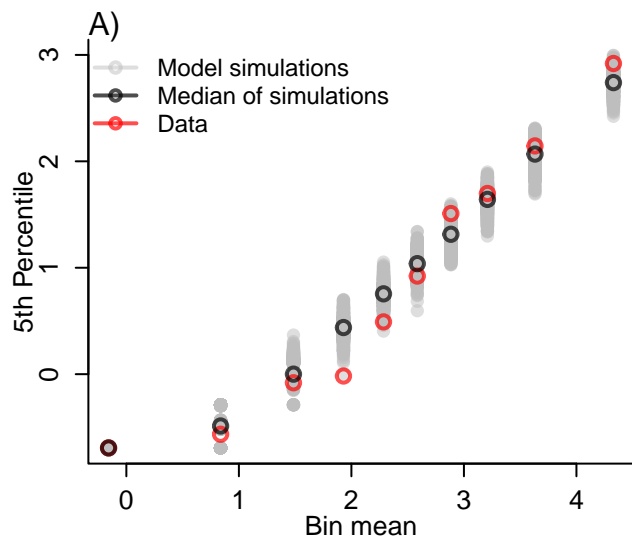 A)
Model simulations
Median of simulations
Data
5th Percentile
3
2
1
0
0 1 2 3 4
Bin mean